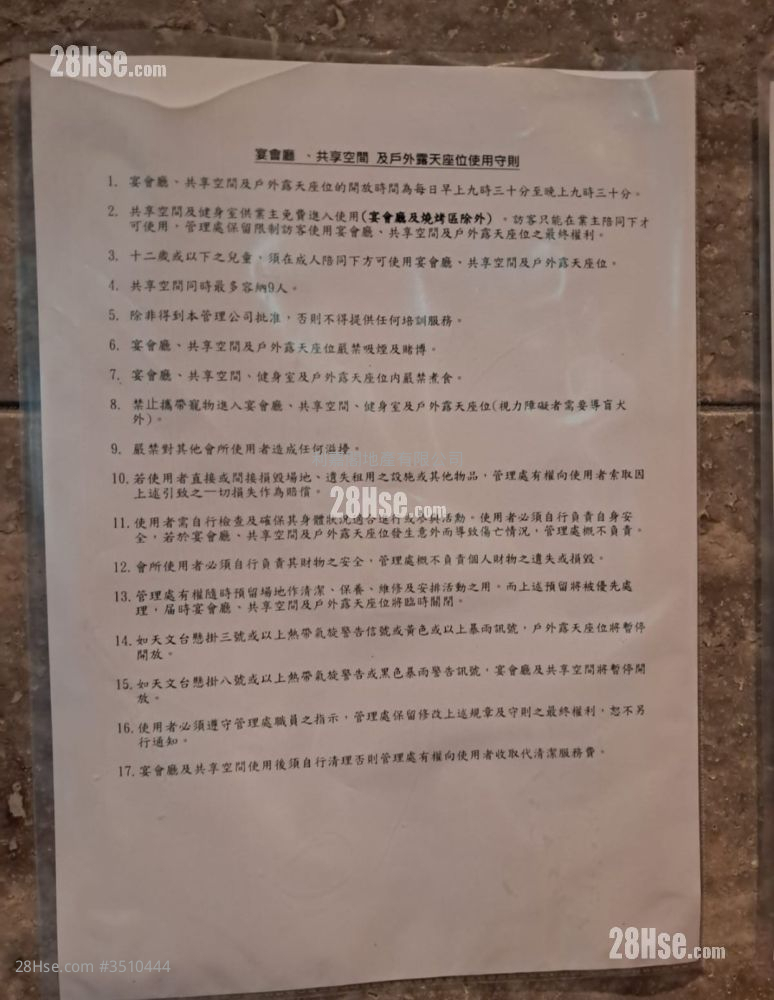 28Hse.com
宴會廳 、共享空間 及戶外露天座位使用守則
1. 宴會廳、共享空間及戶外露天座位的開放時間為每日早上九時三十分至晚上九時三十分。
2. 共享空間及健身室供業主免費進入使用(宴會廳及燒烤區除外) 。訪客只能在業主陪同下才
可使用，管理處保留限制訪客使用宴會廳、共享空間及戶外露天座位之最終權利。
3. 十二歲或以下之兒童，須在成人陪同下方可使用宴會廳、共享空間及戶外露天座位。
4. 共享空間同時最多容納9人。
5. 除非得到本管理公司批准，否則不得提供任何培訓服務。
6. 宴會廳、共享空間及戶外露天座位嚴禁吸煙及賭博。
7. 宴會廳、共享空間、健身室及戶外露天座位內嚴禁煮食。
8. 禁止攜帶寵物進入宴會廳、共享空間、健身室及戶外露天座位(視力障礙者需要導盲犬
外)。
9. 嚴禁對其他會所使用者造成任何滋擾。
地產有限公司
10. 若使用者直接或間接損毀場地、遺失租用之設施或其他物品，管理處有權向使用者索取因
上述引致之一切損失作為賠償。
28Hse.com
11. 使用者需自行檢查及確保其身體狀況適合進行或參與活動。使用者必須自行負責自身安
全，若於宴會廳、共享空間及戶外露天座位發生意外而導致傷亡情況，管理處概不負責。
12. 會所使用者必須自行負責其財物之安全，管理處概不負責個人財物之遺失或損毀。
13. 管理處有權隨時預留場地作清潔、保養、維修及安排活動之用。而上述預留將被優先處
理，屆時宴會廳、共享空間及戶外露天座位將臨時關閉。
14. 如天文台懸掛三號或以上熱帶氣旋警告信號或黃色或以上暴雨訊號，戶外露天座位將暫停
開放。
15. 如天文台懸掛八號或以上熱帶氣旋警告或黑色暴雨警告訊號，宴會廳及共享空間將暫停開
放。
16. 使用者必須遵守管理處職員之指示，管理處保留修改上述規章及守則之最終權利，恕不另
行通知。
17. 宴會廳及共享空間使用後須自行清理否則管理處有權向使用者收取代清潔服務費。
28Hse.com
28Hse.com #3510444